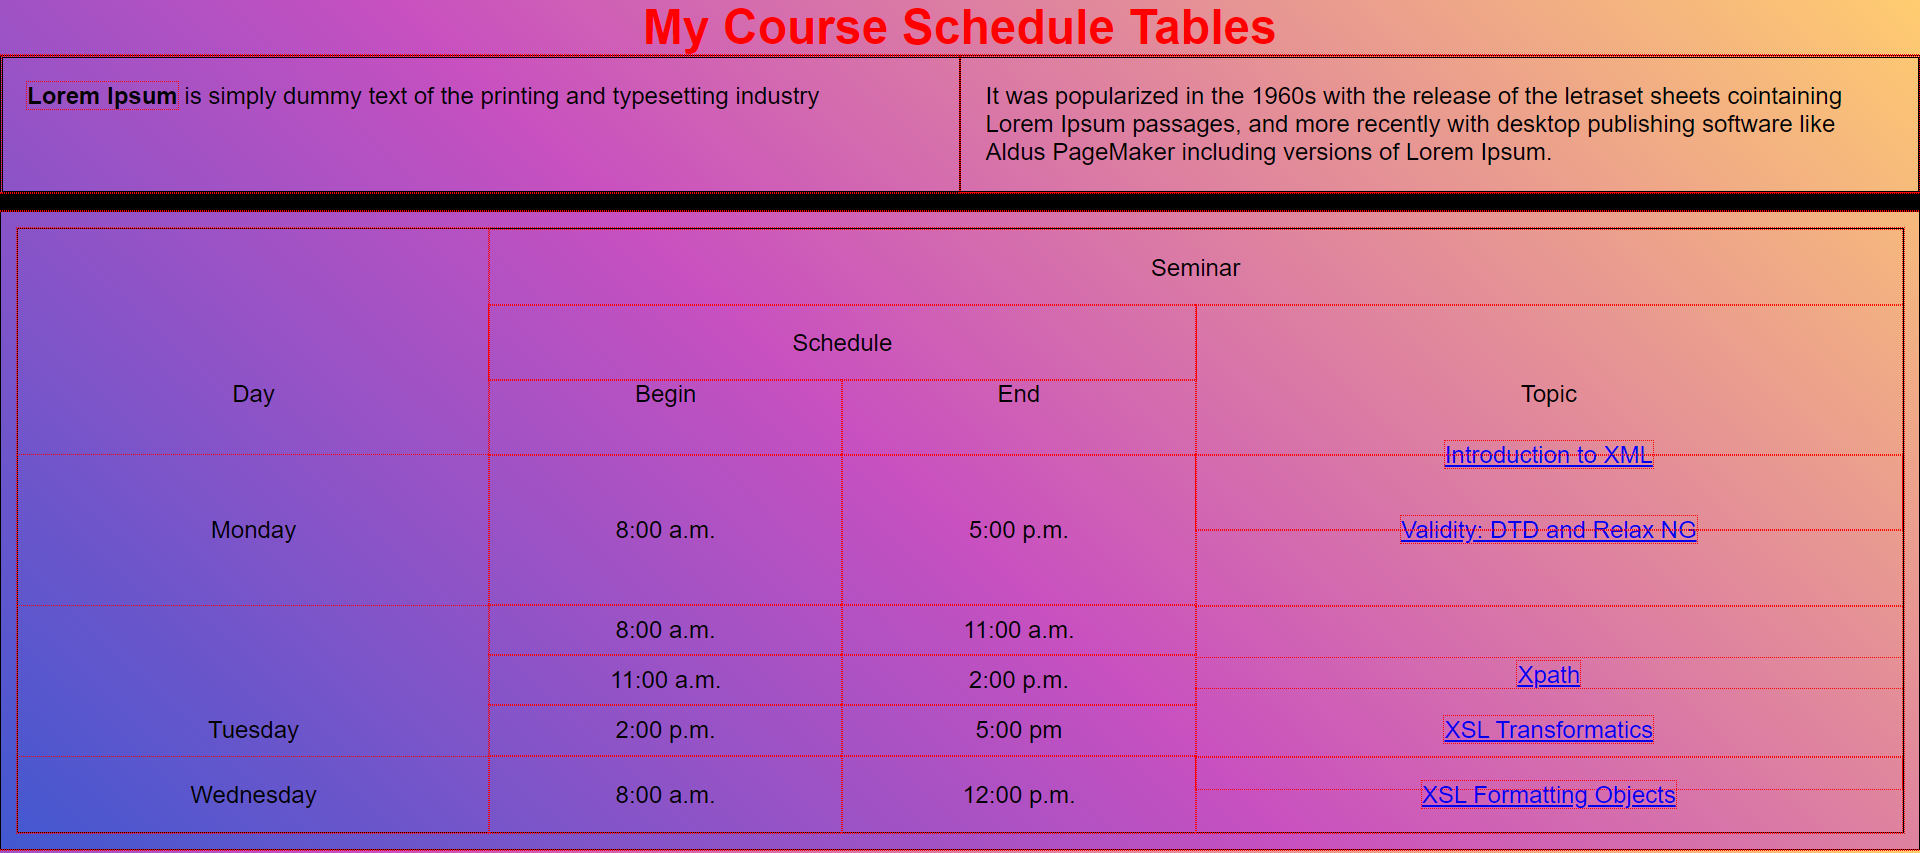 My Course Schedule Tables
Lorem Ipsum is simply dummy text of the printing and typesetting industry
It was popularized in the 1960s with the release of the letraset sheets cointaining
Lorem Ipsum passages, and more recently with desktop publishing software like
Aldus PageMaker including versions of Lorem Ipsum.
Seminar
Schedule
Day Begin End Topic
Introduction to XML
Monday 8:00 a.m. 5:00 p.m. Validity: DTD and Relax NG
8:00 a.m. 11:00 a.m.
11:00 a.m. 2:00 p.m. Xpath
Tuesday 2:00 p.m. 5:00 pm XSL Transformatics
Wednesday 8:00 a.m. 12:00 p.m. XSL Formatting Objects